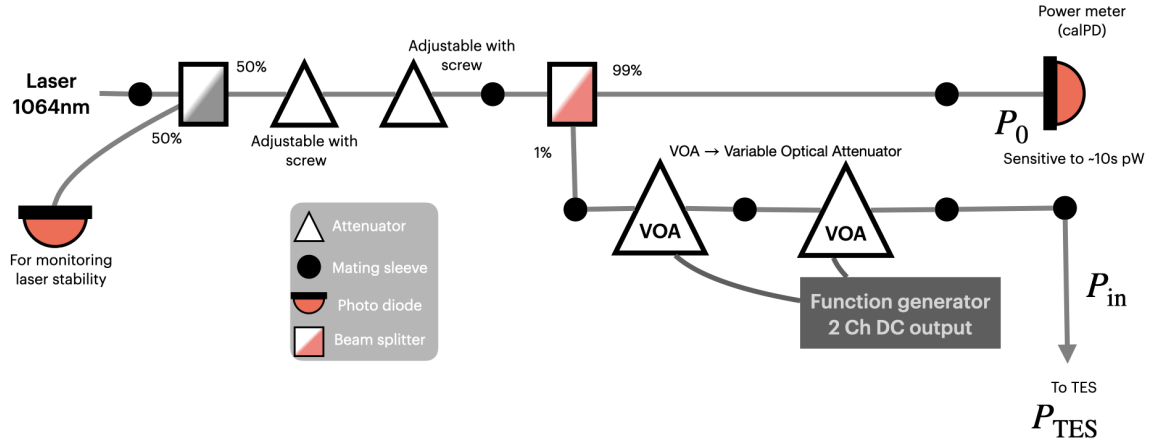 Power meter
(calPD)
Adjustable with
screw
Laser
1064nm
50%
99%
50%
Adjustable with
screw
P0
Sensitive to ~10s pW
1%
VOA → Variable Optical Attenuator
VOA
VOA
For monitoring
laser stability
Attenuator
Mating sleeve
Photo diode
Beam splitter
Function generator
2 Ch DC output
Pin
To TES
PTES